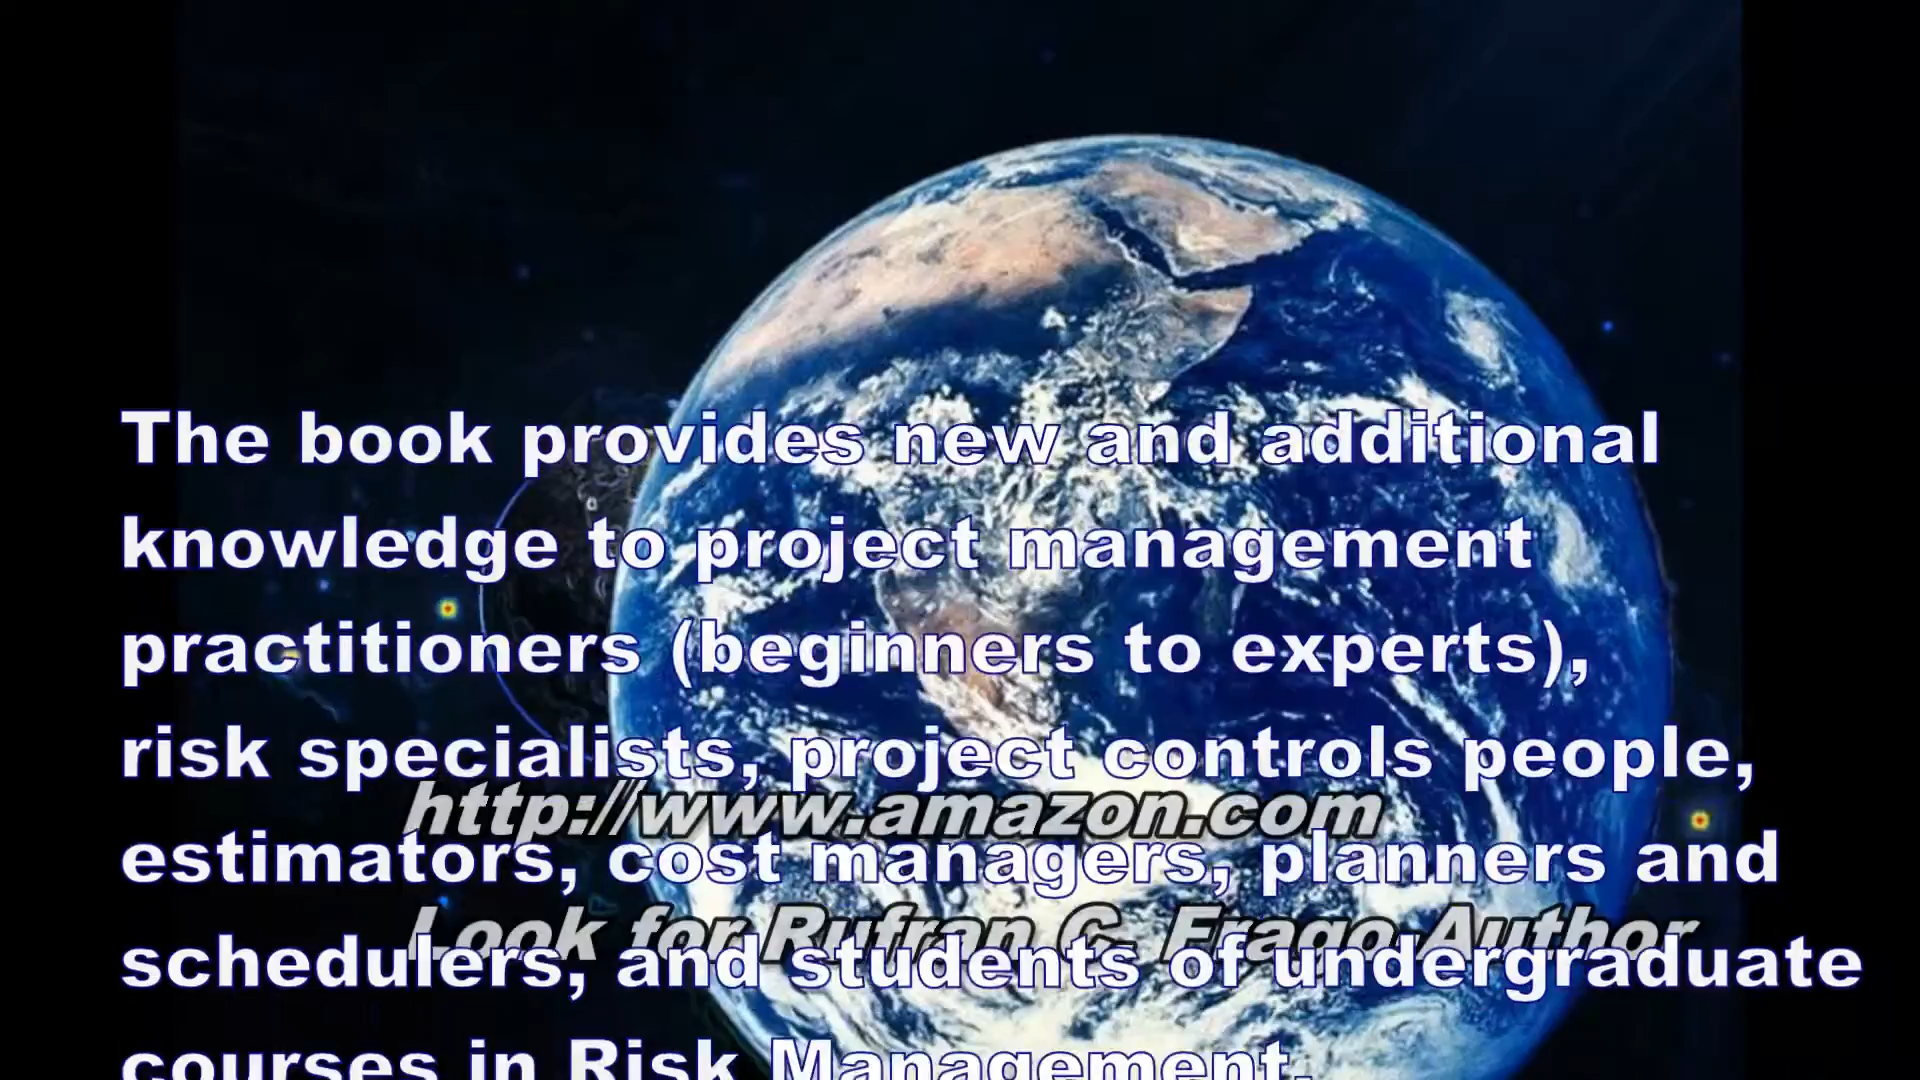 The book provides new and additional
knowledge to project management
practitioners (beginners to experts),
risk specialists, project controls people,
http://www.amazon.com
estimators, cost managers, planners and
Look for Rufran C. Frago Author
schedulers, and students of undergraduate
courses in Risk Management.